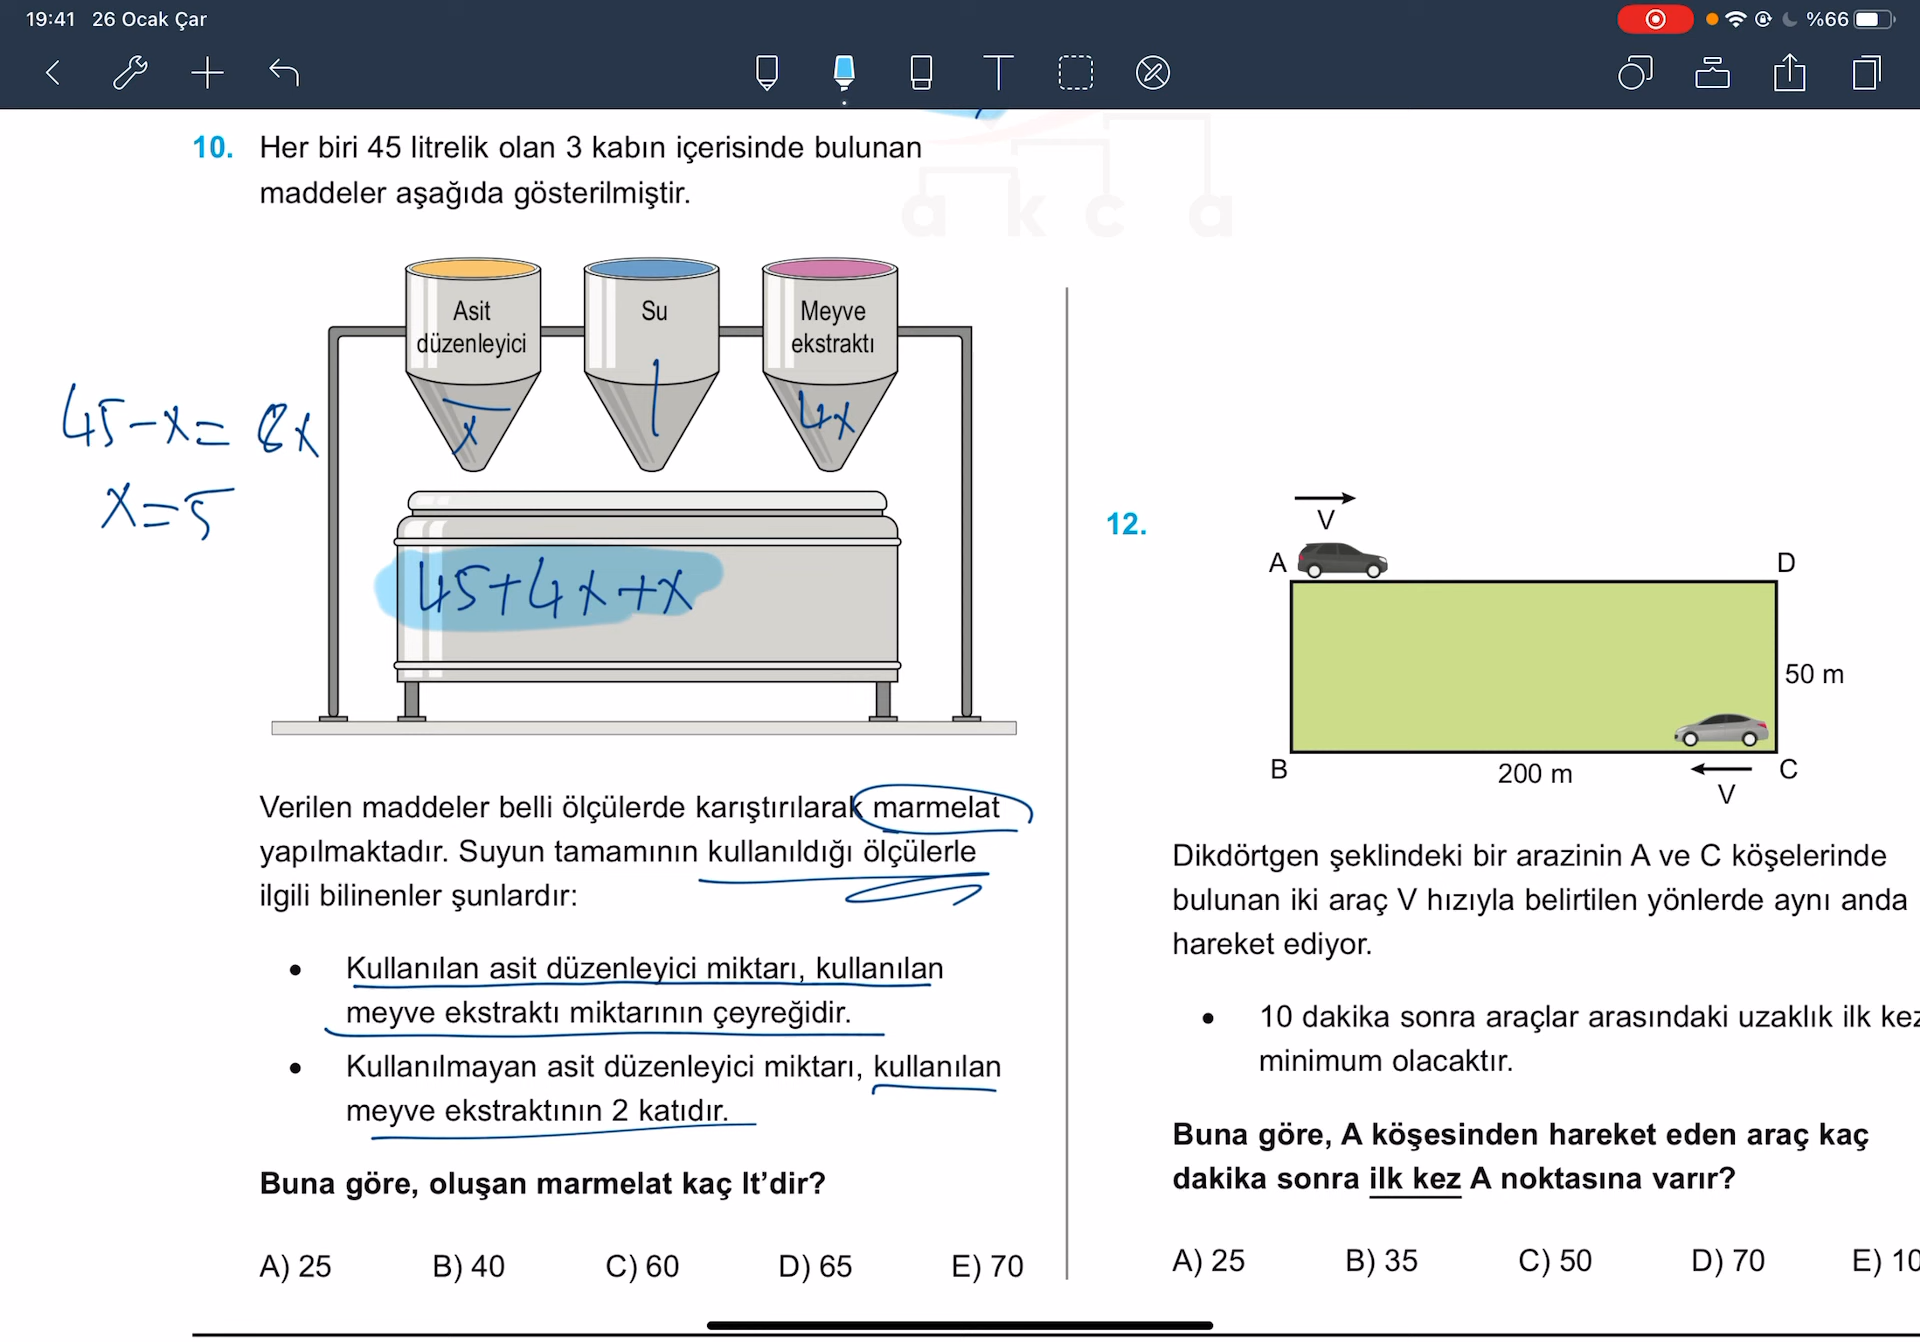 19:41 26 Ocak Çar
%66
T
a k c a
10. Her biri 45 litrelik olan 3 kabın içerisinde bulunan
maddeler aşağıda gösterilmiştir.
Asit
düzenleyici
Su
Meyve
ekstraktı
x
4x
45-x= 8x
x=5
45+4x+x
Verilen maddeler belli ölçülerde karıştırılarak marmelat
yapılmaktadır. Suyun tamamının kullanıldığı ölçülerle
ilgili bilinenler şunlardır:
• Kullanılan asit düzenleyici miktarı, kullanılan
meyve ekstraktı miktarının çeyreğidir.
• Kullanılmayan asit düzenleyici miktarı, kullanılan
meyve ekstraktının 2 katıdır.
Buna göre, oluşan marmelat kaç lt’dir?
A) 25 B) 40 C) 60 D) 65 E) 70
12.
V
A
D
50 m
B
200 m
C
V
Dikdörtgen şeklindeki bir arazinin A ve C köşelerinde
bulunan iki araç V hızıyla belirtilen yönlerde aynı anda
hareket ediyor.
• 10 dakika sonra araçlar arasındaki uzaklık ilk kez
minimum olacaktır.
Buna göre, A köşesinden hareket eden araç kaç
dakika sonra ilk kez A noktasına varır?
A) 25 B) 35 C) 50 D) 70 E) 10